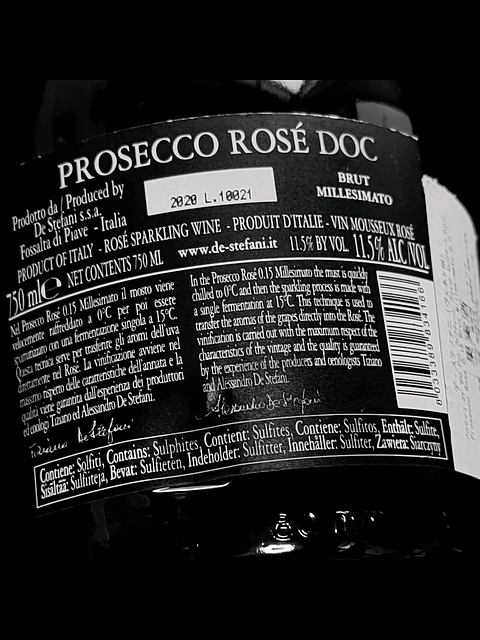 PROSECCO ROSÉ DOC
Prodotto da / Produced by
De Stefani s.s.a.
Fossalta di Piave - Italia
2020 L.10021
BRUT
MILLESIMATO
PRODUCT OF ITALY - ROSÉ SPARKLING WINE - PRODUIT D'ITALIE - VIN MOUSSEUX ROSÉ
750 ml e NET CONTENTS 750 ML www.de-stefani.it 11.5% BY VOL 11,5% ALC/VOL
Nel Prosecco Rosé 0.15 Millesimato il mosto viene
velocemente raffreddato a 0°C per poi essere
spumantizzato con una fermentazione singola a 15°C.
Questa tecnica serve per trasferire gli aromi dell'uva
direttamente nel Rosé. La vinificazione avviene nel
massimo rispetto delle caratteristiche dell'annata e la
qualità viene garantita dall'esperienza dei produttori
ed enologi Tiziano ed Alessandro De Stefani.
Tiziano De Stefani
In the Prosecco Rosé 0.15 Millesimato the must is quickly
chilled to 0°C and then the sparkling process is made with
a single fermentation at 15°C. This technique is used to
transfer the aromas of the grapes directly into the Rosé. The
vinification is carried out with the maximum respect of the
characteristics of the vintage and the quality is guaranteed
by the experience of the producers and oenologists Tiziano
and Alessandro De Stefani.
Alessandro De Stefani
8 033389 834166
Contiene: Solfiti, Contains: Sulphites, Contient: Sulfites, Contiene: Sulfitos, Enthält: Sulfite,
Sisältää: Sulfiteja, Bevat: Sulfieten, Indeholder: Sulfitter, Innehåller: Sulfiter, Zawiera: Siarczyny